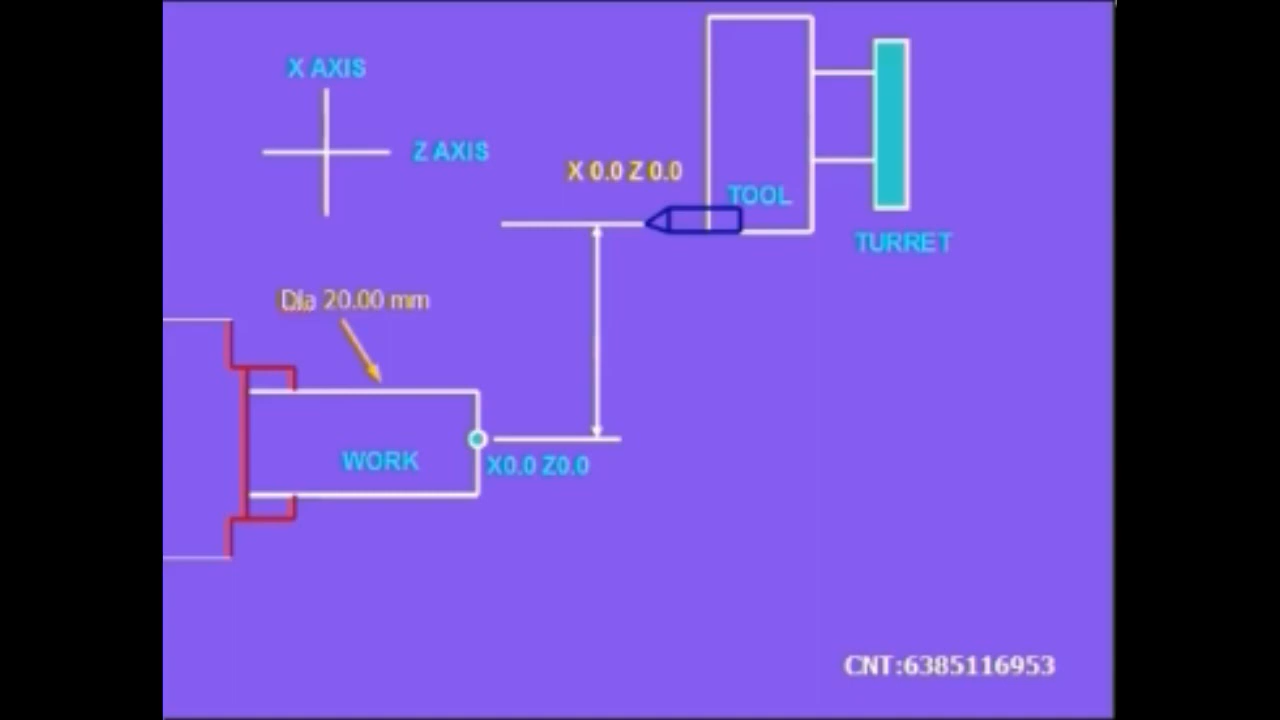 X AXIS
Z AXIS
X 0.0 Z 0.0
TOOL
TURRET
Dia 20.00 mm
WORK
X0.0 Z0.0
CNT:6385116953